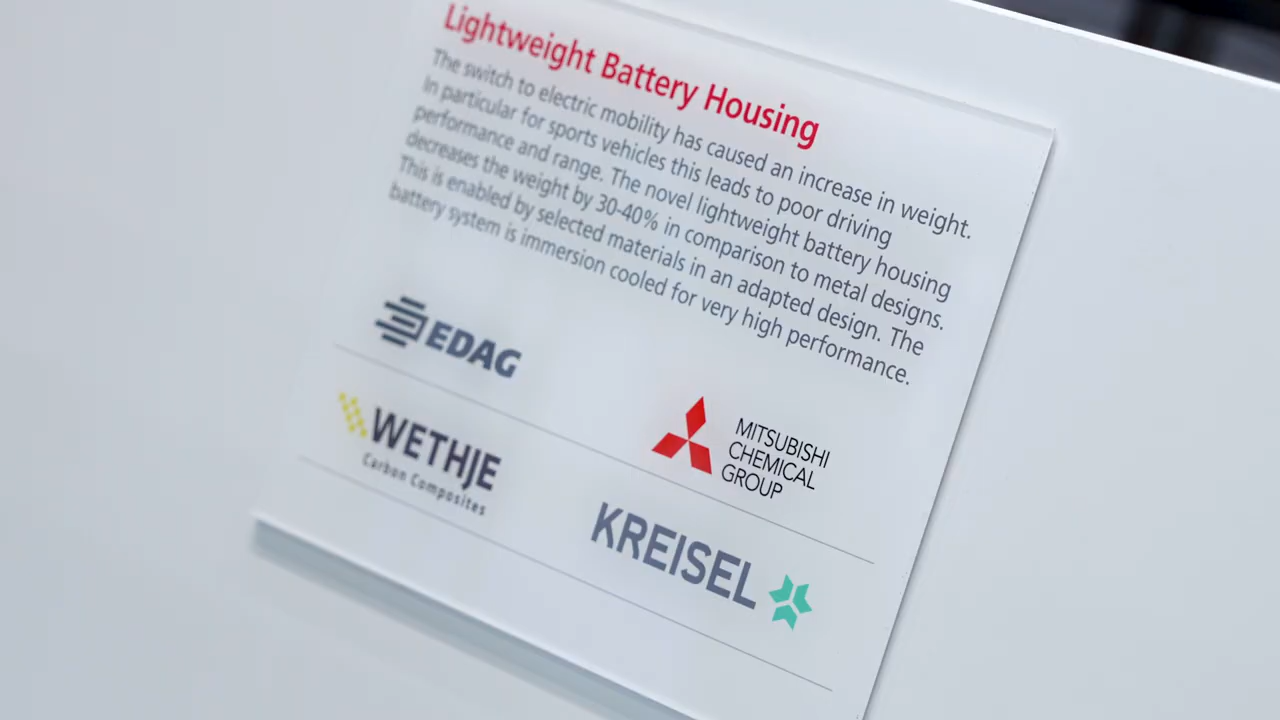 Lightweight Battery Housing
The switch to electric mobility has caused an increase in weight.
In particular for sports vehicles this leads to poor driving
performance and range. The novel lightweight battery housing
decreases the weight by 30-40% in comparison to metal designs.
This is enabled by selected materials in an adapted design. The
battery system is immersion cooled for very high performance.
EDAG
MITSUBISHI
CHEMICAL
GROUP
WETHJE
Carbon Composites
KREISEL